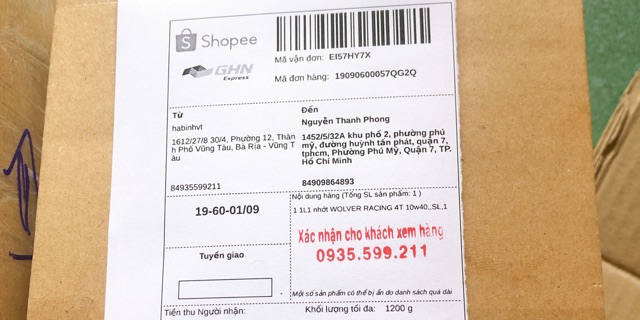 Shopee
GHN
Express
Mã vận đơn: EI57HY7X
Mã đơn hàng: 19090600057QG2Q
Từ
habinhvt
1612/27/8 30/4, Phường 12, Thàn
h Phố Vũng Tàu, Bà Rịa - Vũng T
àu
84935599211
Đến
Nguyễn Thanh Phong
1452/5/32A khu phố 2, phường phú
mỹ, đường huỳnh tấn phát, quận 7,
tphcm, Phường Phú Mỹ, Quận 7, TP.
Hồ Chí Minh
84909864893
19-60-01/09
Tuyến giao
Nội dung hàng (Tổng SL sản phẩm: 1 )
1 1L1 nhớt WOLVER RACING 4T 10w40,,SL,1
Xác nhận cho khách xem hàng
0935.599.211
Một số sản phẩm có thể bị ẩn do danh sách quá dài
Tiền thu Người nhận:
Khối lượng tối đa: 1200 g